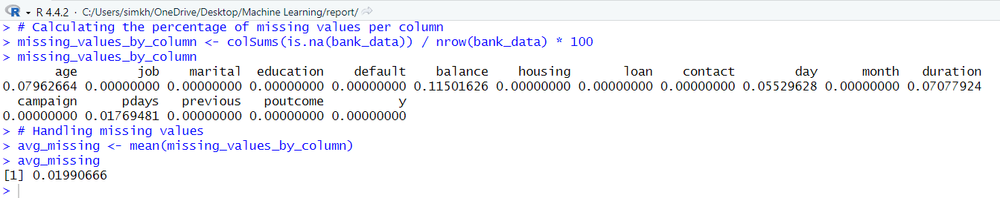 R 4.4.2 · C:/Users/simkh/OneDrive/Desktop/Machine Learning/report/
> # Calculating the percentage of missing values per column
> missing_values_by_column <- colSums(is.na(bank_data)) / nrow(bank_data) * 100
> missing_values_by_column
age job marital education default balance housing loan contact day month duration
0.07962664 0.00000000 0.00000000 0.00000000 0.00000000 0.11501626 0.00000000 0.00000000 0.00000000 0.05529628 0.00000000 0.07077924
campaign pdays previous poutcome y
0.00000000 0.01769481 0.00000000 0.00000000 0.00000000
> # Handling missing values
> avg_missing <- mean(missing_values_by_column)
> avg_missing
[1] 0.01990666
>